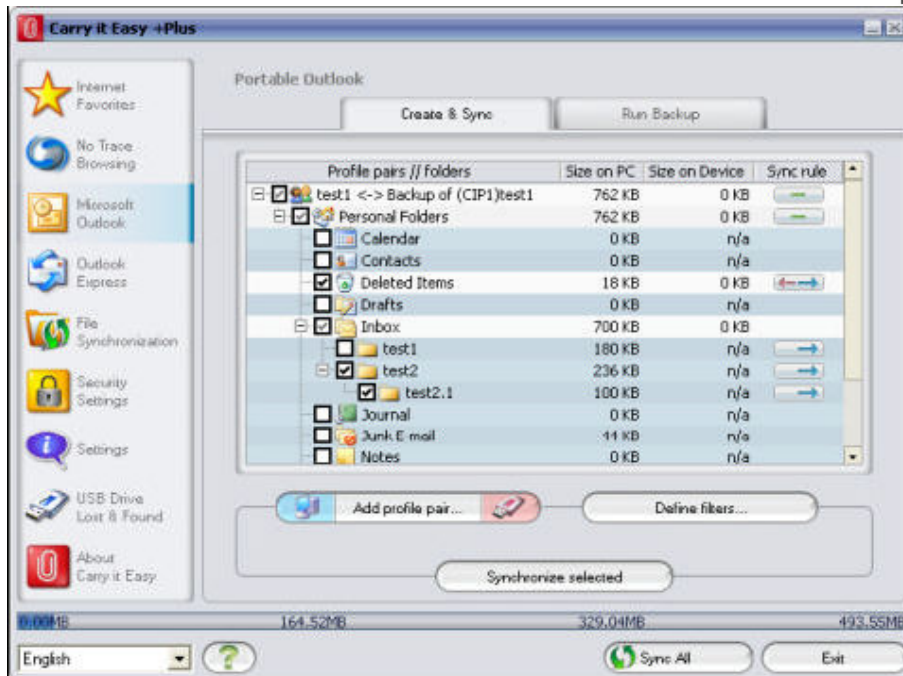 Carry it Easy +Plus
Internet
Favorites
No Trace
Browsing
Microsoft
Outlook
Outlook
Express
File
Synchronization
Security
Settings
Settings
USB Drive
Lost & Found
About
Carry it Easy
Portable Outlook
Create & Sync Run Backup
Profile pairs // folders Size on PC Size on Device Sync rule
test1 <-> Backup of (CIP1)test1 762 KB 0 KB
Personal Folders 762 KB 0 KB
Calendar 0 KB n/a
Contacts 0 KB n/a
Deleted Items 18 KB 0 KB
Drafts 0 KB n/a
Inbox 700 KB 0 KB
test1 180 KB n/a
test2 236 KB n/a
test2.1 100 KB n/a
Journal 0 KB n/a
Junk E-mail 44 KB n/a
Notes 0 KB n/a
Add profile pair... Define filters...
Synchronize selected
0.00MB 164.52MB 329.04MB 493.55MB
English ? Sync All Exit